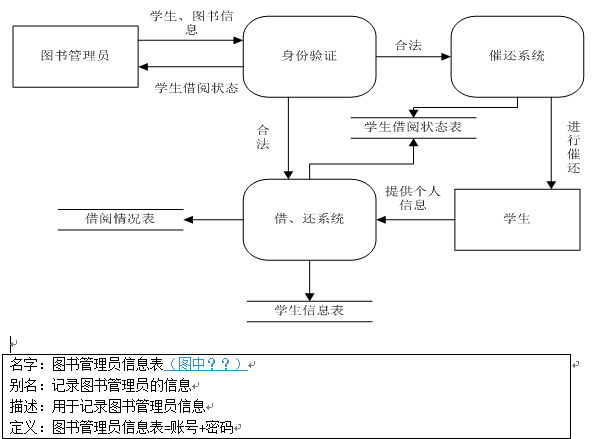 学生、图书信
息
图书管理员
身份验证
合法
催还系统
学生借阅状态
合
法
学生借阅状态表
进
行
催
还
提供个人
信息
借阅情况表
借、还系统
学生
学生信息表
名字：图书管理员信息表（图中？？）
别名：记录图书管理员的信息
描述：用于记录图书管理员信息
定义：图书管理员信息表=账号+密码